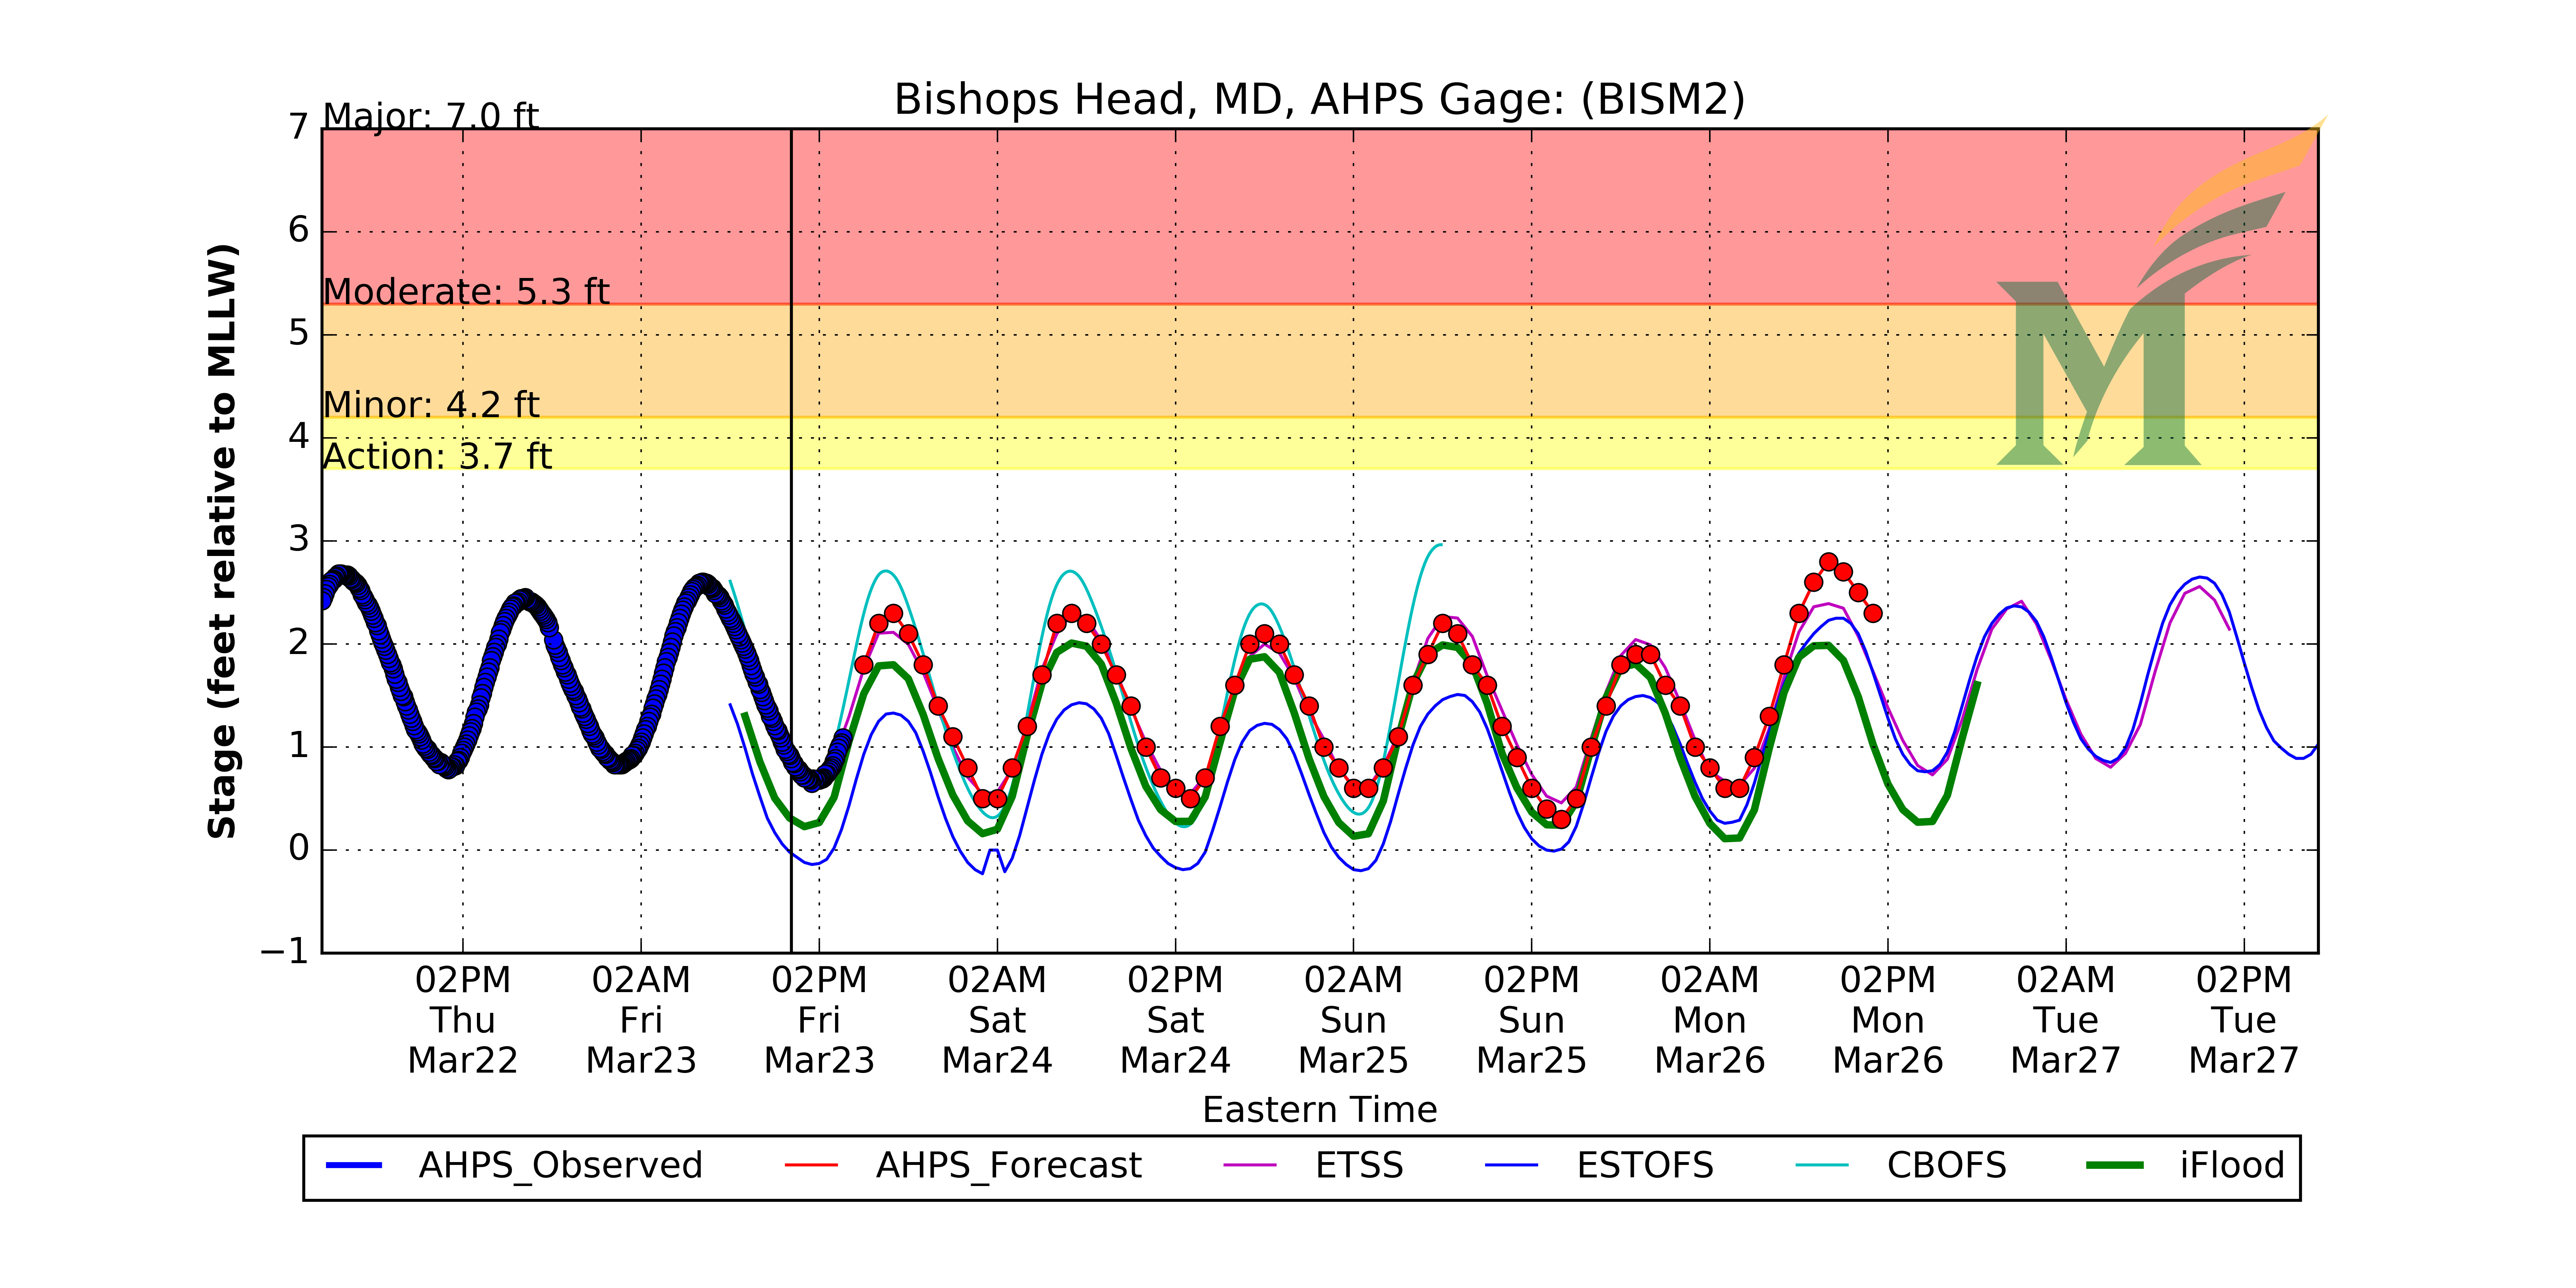 Bishops Head, MD, AHPS Gage: (BISM2)
Stage (feet relative to MLLW)
7
6
5
4
3
2
1
0
−1
Major: 7.0 ft
Moderate: 5.3 ft
Minor: 4.2 ft
Action: 3.7 ft
02PM Thu Mar22
02AM Fri Mar23
02PM Fri Mar23
02AM Sat Mar24
02PM Sat Mar24
02AM Sun Mar25
02PM Sun Mar25
02AM Mon Mar26
02PM Mon Mar26
02AM Tue Mar27
02PM Tue Mar27
Eastern Time
AHPS_Observed AHPS_Forecast ETSS ESTOFS CBOFS iFlood
M